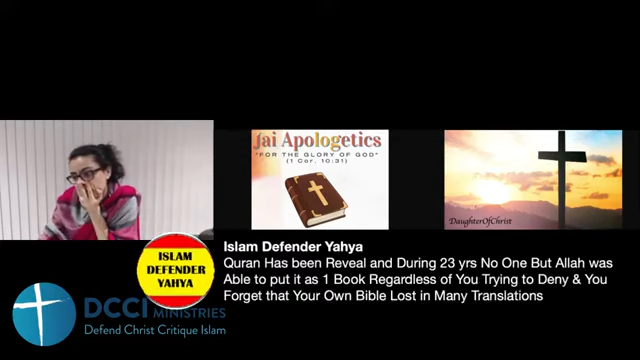 Jai Apologetics
"FOR THE GLORY OF GOD"
(1 Cor. 10:31)
DaughterOfChrist
ISLAM
DEFENDER
YAHYA
Islam Defender Yahya
Quran Has been Reveal and During 23 yrs No One But Allah was
Able to put it as 1 Book Regardless of You Trying to Deny & You
Forget that Your Own Bible Lost in Many Translations
DCCI
MINISTRIES
Defend Christ Critique Islam